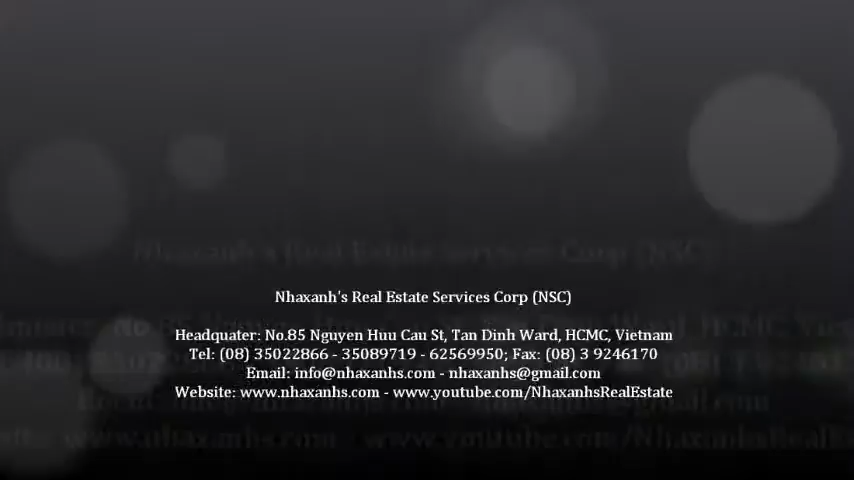 Nhaxanh's Real Estate Services Corp (NSC)
Headquater: No.85 Nguyen Huu Cau St, Tan Dinh Ward, HCMC, Vietnam
Tel: (08) 35022866 - 35089719 - 62569950; Fax: (08) 3 9246170
Email: info@nhaxanhs.com - nhaxanhs@gmail.com
Website: www.nhaxanhs.com - www.youtube.com/NhaxanhsRealEstate